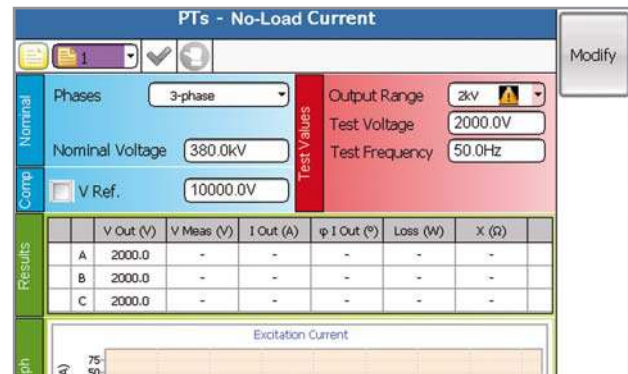 PTs - No-Load Current
1
Modify
Nominal
Phases
3-phase
Nominal Voltage
380.0kV
Comp
V Ref.
10000.0V
Test Values
Output Range
2kV
Test Voltage
2000.0V
Test Frequency
50.0Hz
Results
V Out (V) V Meas (V) I Out (A) φ I Out (º) Loss (W) X (Ω)
A 2000.0 - - - - -
B 2000.0 - - - - -
C 2000.0 - - - - -
Excitation Current
75
50